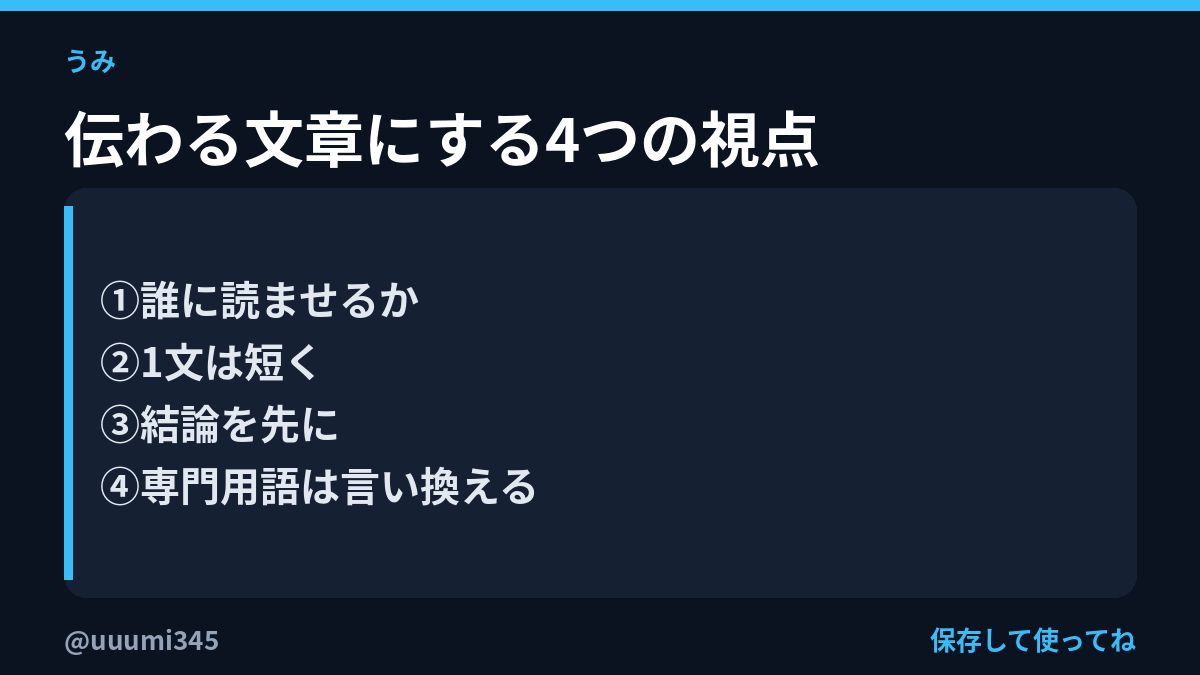 うみ
伝わる文章にする4つの視点
①誰に読ませるか
②1文は短く
③結論を先に
④専門用語は言い換える
@uuumi345
保存して使ってね